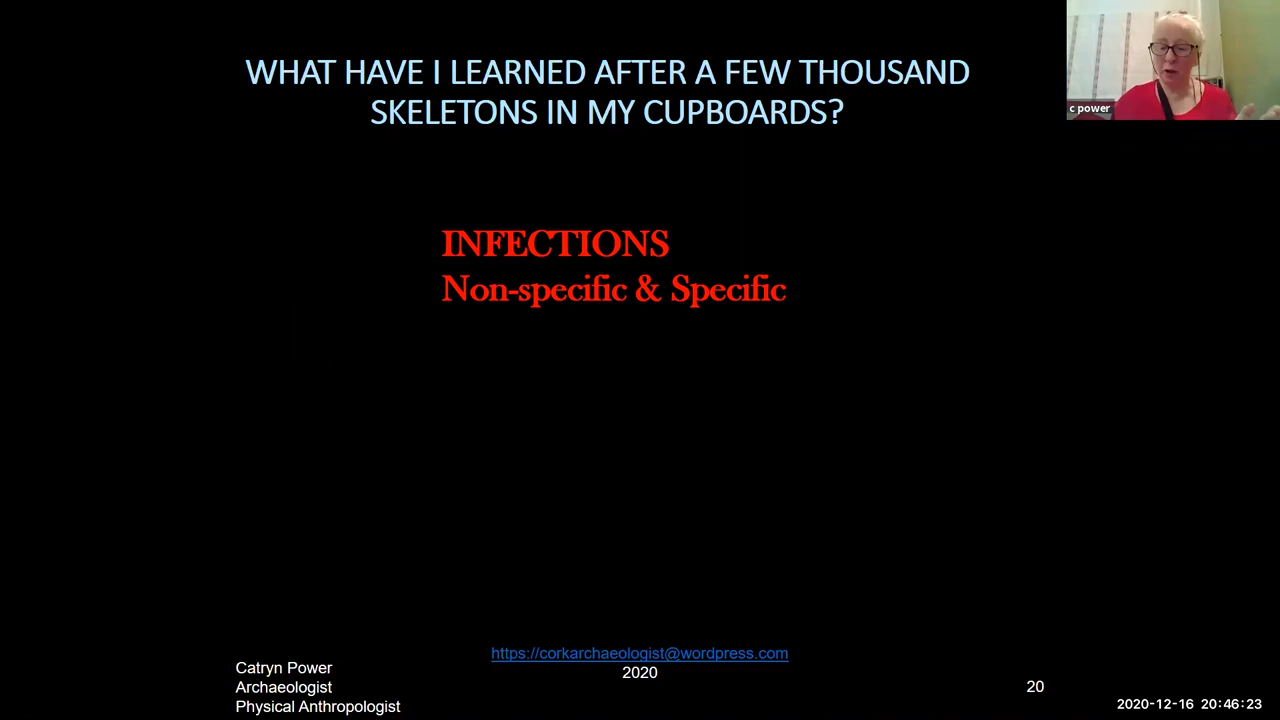 WHAT HAVE I LEARNED AFTER A FEW THOUSAND
SKELETONS IN MY CUPBOARDS?
c power
INFECTIONS
Non-specific & Specific
https://corkarchaeologist@wordpress.com
2020
Catryn Power
Archaeologist
Physical Anthropologist
20
2020-12-16 20:46:23